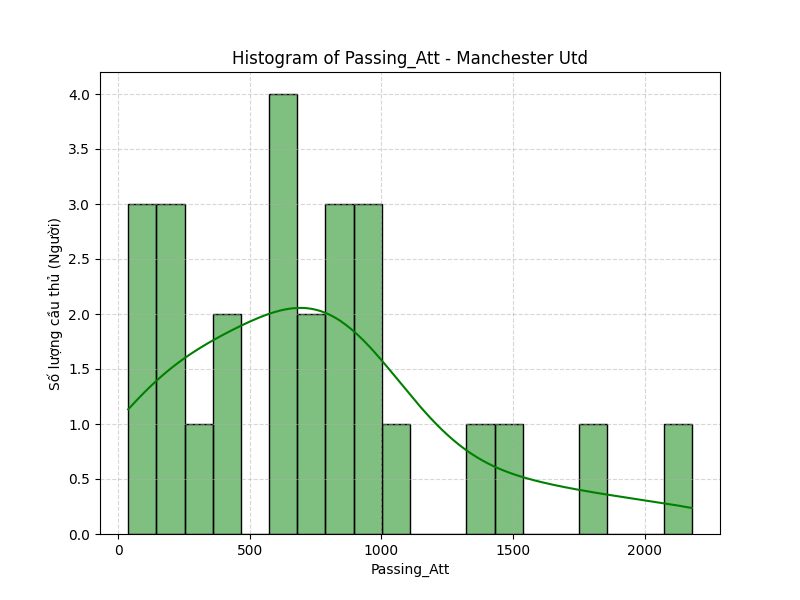 Histogram of Passing_Att - Manchester Utd
Số lượng cầu thủ (Người)
4.0
3.5
3.0
2.5
2.0
1.5
1.0
0.5
0.0
0 500 1000 1500 2000
Passing_Att